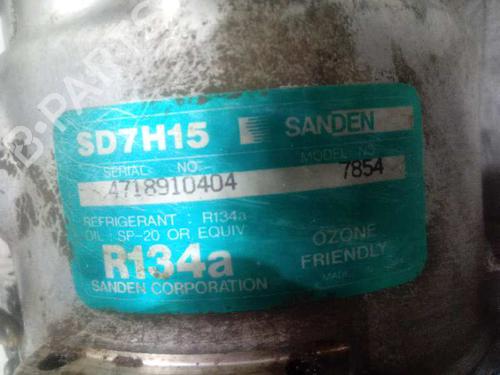 SD7H15 SANDEN
SERIAL NO. MODEL NO.
4718910404 7854
REFRIGERANT : R134a
OIL : SP-20 OR EQUIV
R134a
OZONE
FRIENDLY
SANDEN CORPORATION
B-PARTS